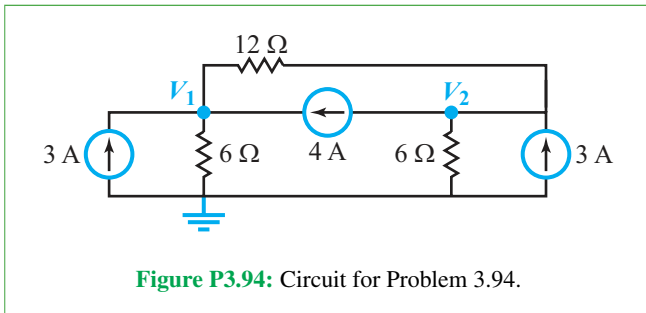 12 Ω
V1 V2
3 A 6 Ω 4 A 6 Ω 3 A
Figure P3.94: Circuit for Problem 3.94.